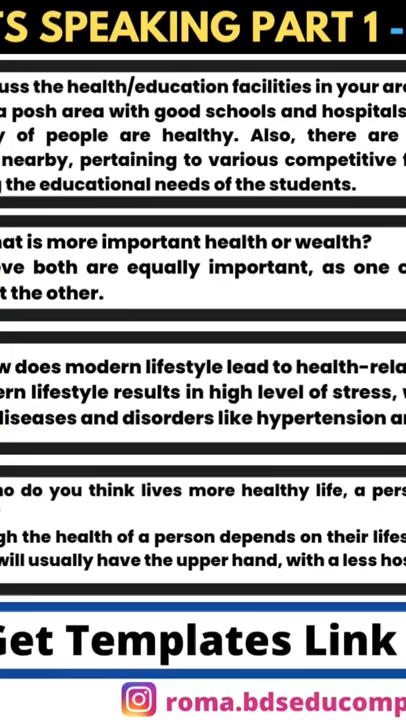 TS SPEAKING PART 1 -
uss the health/education facilities in your are
a posh area with good schools and hospitals
y of people are healthy. Also, there are
nearby, pertaining to various competitive f
g the educational needs of the students.
at is more important health or wealth?
eve both are equally important, as one c
t the other.
w does modern lifestyle lead to health-rela
ern lifestyle results in high level of stress,
diseases and disorders like hypertension a
o do you think lives more healthy life, a pers
gh the health of a person depends on their lifes
will usually have the upper hand, with a less hos
Get Templates Link
roma.bdseducomp